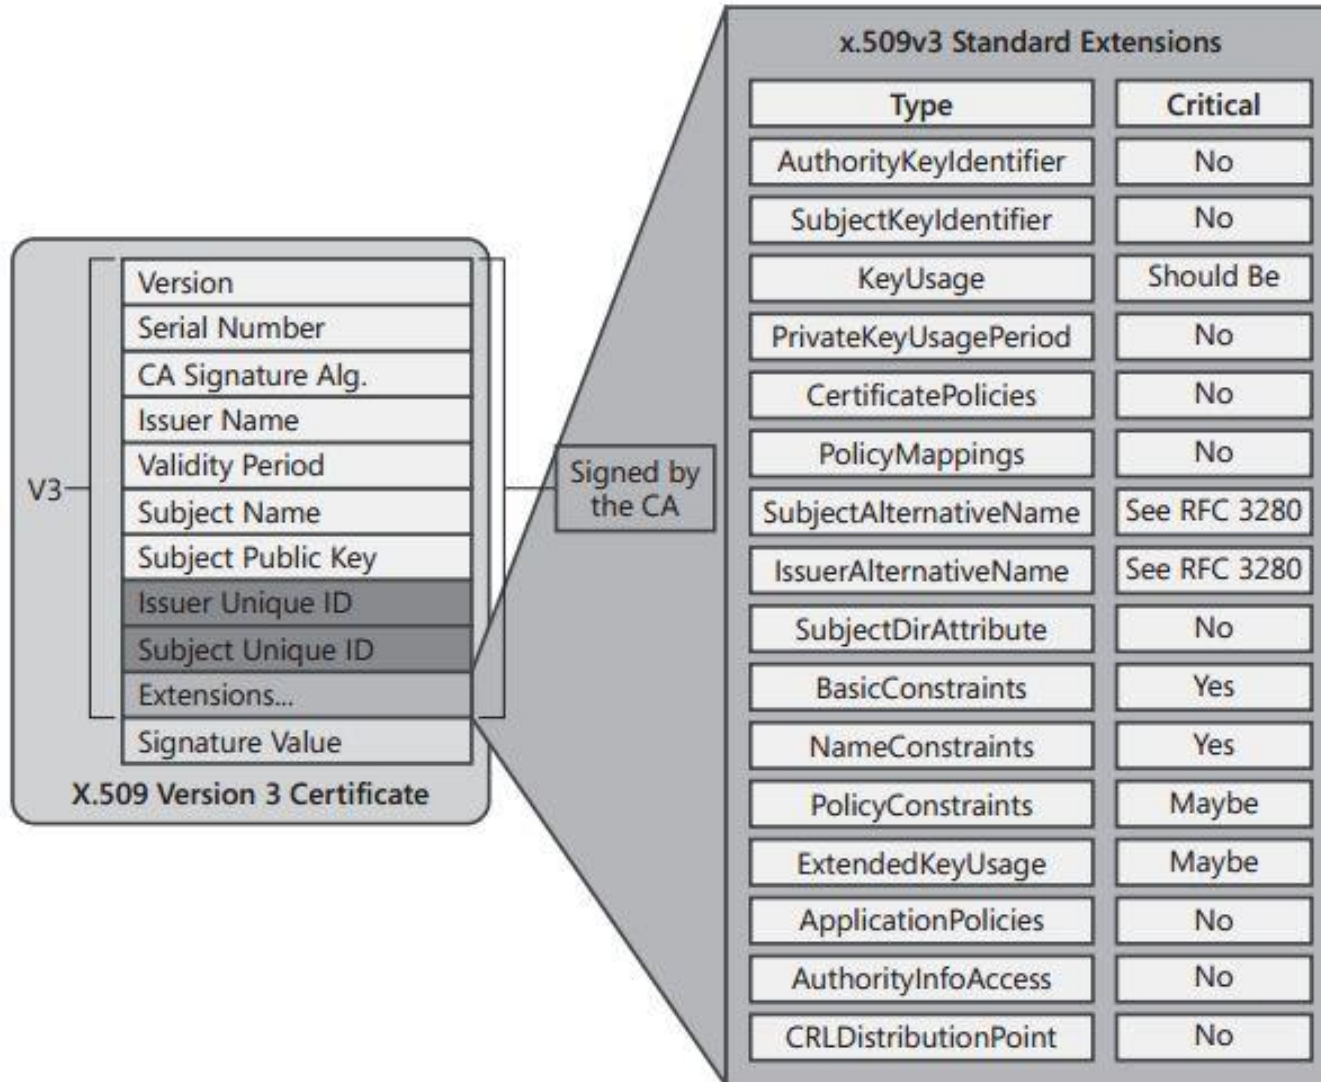 V3
Version
Serial Number
CA Signature Alg.
Issuer Name
Validity Period
Subject Name
Subject Public Key
Issuer Unique ID
Subject Unique ID
Extensions...
Signature Value
X.509 Version 3 Certificate
Signed by
the CA
x.509v3 Standard Extensions
Type Critical
AuthorityKeyIdentifier No
SubjectKeyIdentifier No
KeyUsage Should Be
PrivateKeyUsagePeriod No
CertificatePolicies No
PolicyMappings No
SubjectAlternativeName See RFC 3280
IssuerAlternativeName See RFC 3280
SubjectDirAttribute No
BasicConstraints Yes
NameConstraints Yes
PolicyConstraints Maybe
ExtendedKeyUsage Maybe
ApplicationPolicies No
AuthorityInfoAccess No
CRLDistributionPoint No